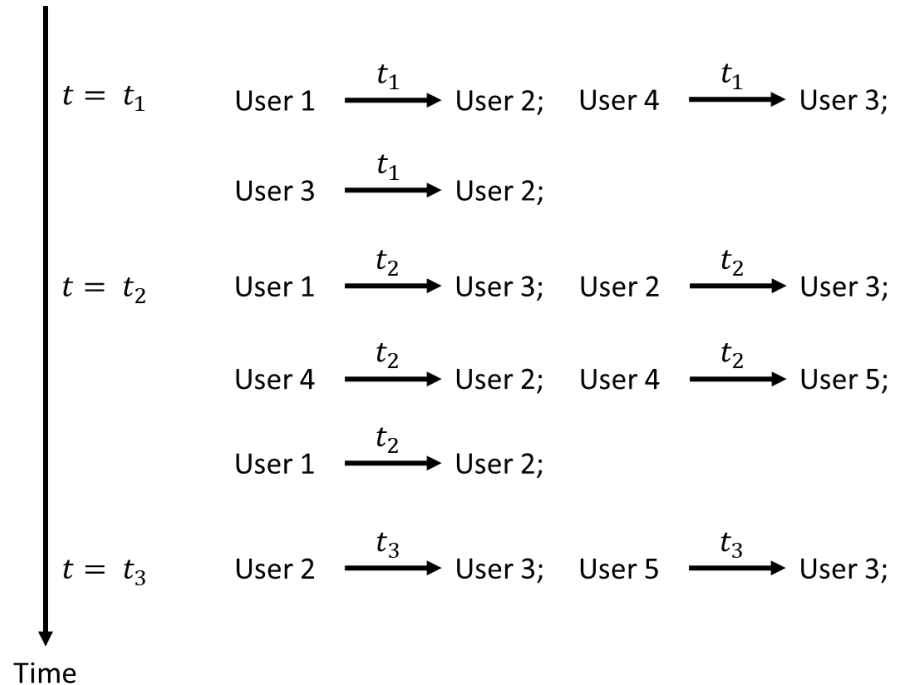 t = t₁ User 1 t₁ User 2; User 4 t₁ User 3;
User 3 t₁ User 2;
t = t₂ User 1 t₂ User 3; User 2 t₂ User 3;
User 4 t₂ User 2; User 4 t₂ User 5;
User 1 t₂ User 2;
t = t₃ User 2 t₃ User 3; User 5 t₃ User 3;
Time